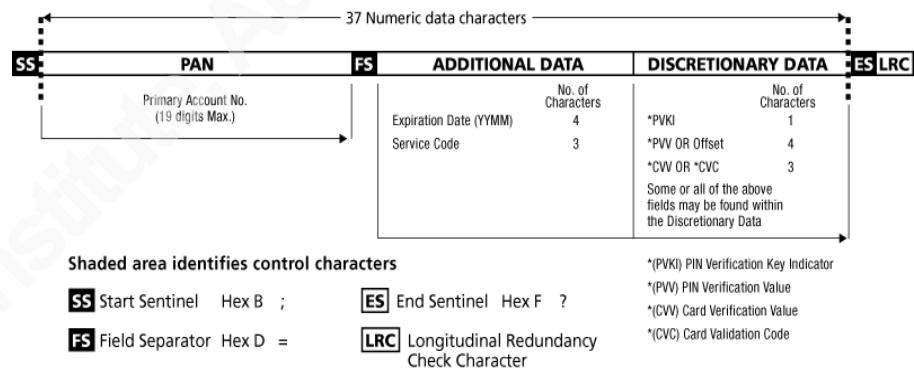 37 Numeric data characters
SS PAN FS ADDITIONAL DATA DISCRETIONARY DATA ES LRC
Primary Account No.
(19 digits Max.)
No. of
Characters
Expiration Date (YYMM) 4
Service Code 3
No. of
Characters
*PVKI 1
*PVV OR Offset 4
*CVV OR *CVC 3
Some or all of the above
fields may be found within
the Discretionary Data
Shaded area identifies control characters
SS Start Sentinel Hex B ;
ES End Sentinel Hex F ?
FS Field Separator Hex D =
LRC Longitudinal Redundancy
Check Character
*(PVKI) PIN Verification Key Indicator
*(PVV) PIN Verification Value
*(CVV) Card Verification Value
*(CVC) Card Validation Code